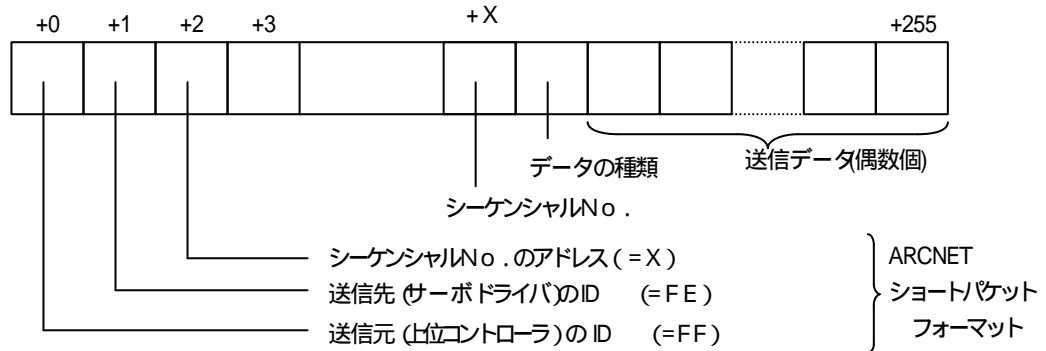 +0 +1 +2 +3 +X +255
データの種類 送信データ(偶数個)
シーケンシャルNo.
シーケンシャルNo.のアドレス(=X)
送信先(サーボドライバ)のID (=FE)
送信元(上位コントローラ)のID (=FF)
ARCNET
ショートパケット
フォーマット